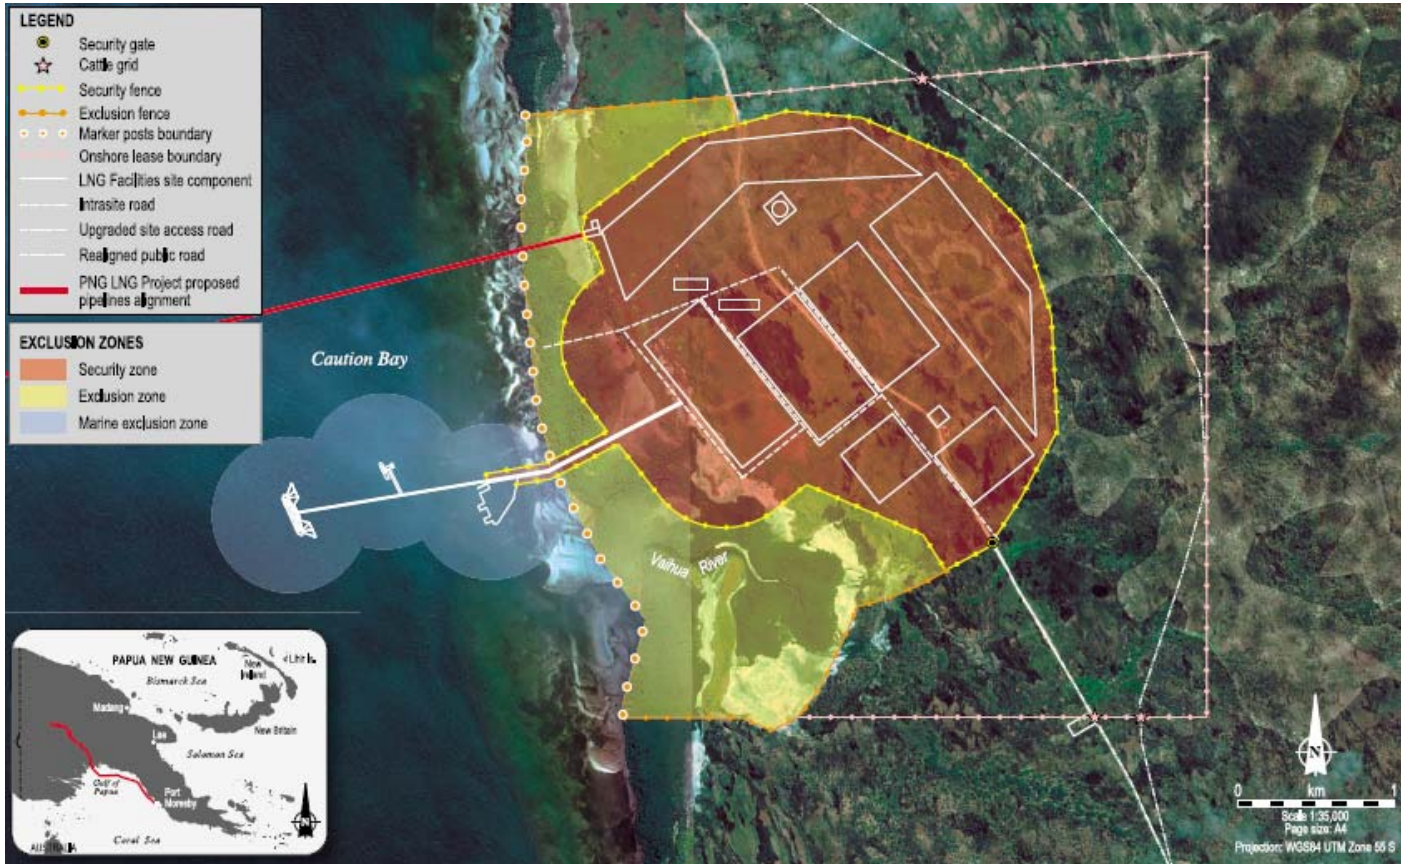 LEGEND
Security gate
Cattle grid
Security fence
Exclusion fence
Marker posts boundary
Onshore lease boundary
LNG Facilities site component
Intrasite road
Upgraded site access road
Realigned public road
PNG LNG Project proposed
pipelines alignment
EXCLUSION ZONES
Security zone
Exclusion zone
Marine exclusion zone
Caution Bay
Vaihua River
PAPUA NEW GUINEA
Bismarck Sea
New
Ireland
Lihir Is.
Madang
Lae
New Britain
Solomon Sea
Gulf of
Papua
Port
Moresby
Coral Sea
AUSTRALIA
N
N
0 km 1
Scale 1:35,000
Page size: A4
Projection: WGS84 UTM Zone 55 S